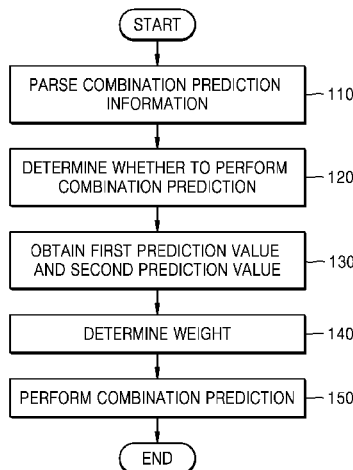 START
PARSE COMBINATION PREDICTION
INFORMATION
110
DETERMINE WHETHER TO PERFORM
COMBINATION PREDICTION
120
OBTAIN FIRST PREDICTION VALUE
AND SECOND PREDICTION VALUE
130
DETERMINE WEIGHT
140
PERFORM COMBINATION PREDICTION
150
END